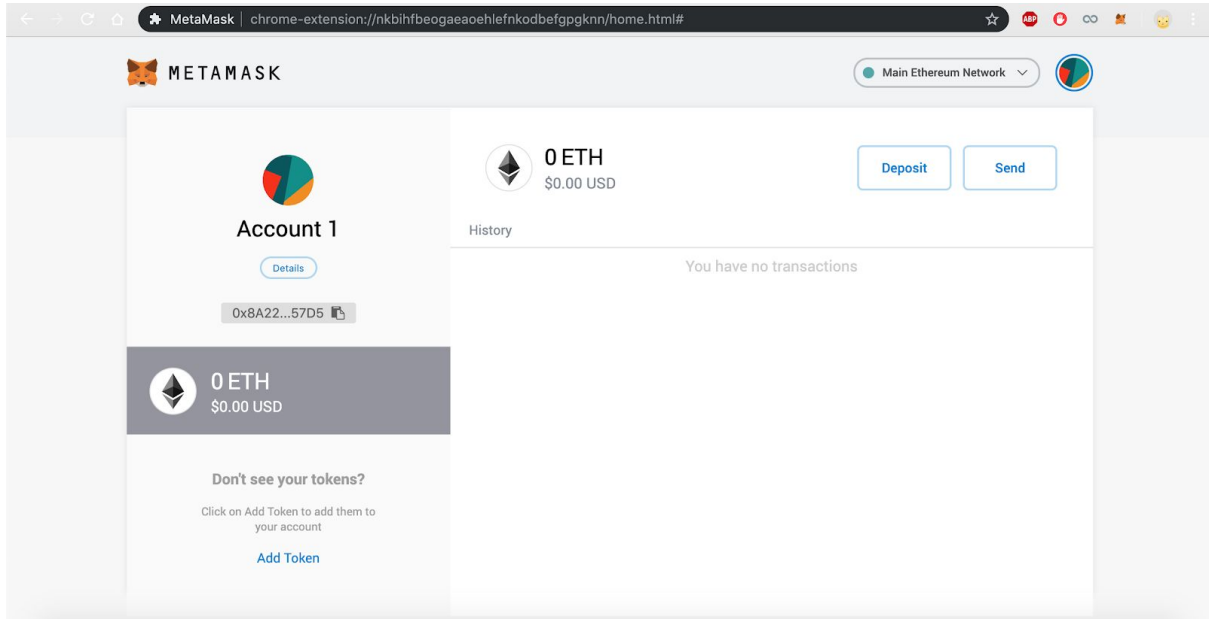 MetaMask | chrome-extension://nkbihfbeogaeaoehlefnkodbefgpgknn/home.html#
ABP
METAMASK
Main Ethereum Network
Account 1
Details
0x8A22...57D5
0 ETH
$0.00 USD
Don't see your tokens?
Click on Add Token to add them to
your account
Add Token
0 ETH
$0.00 USD
Deposit
Send
History
You have no transactions